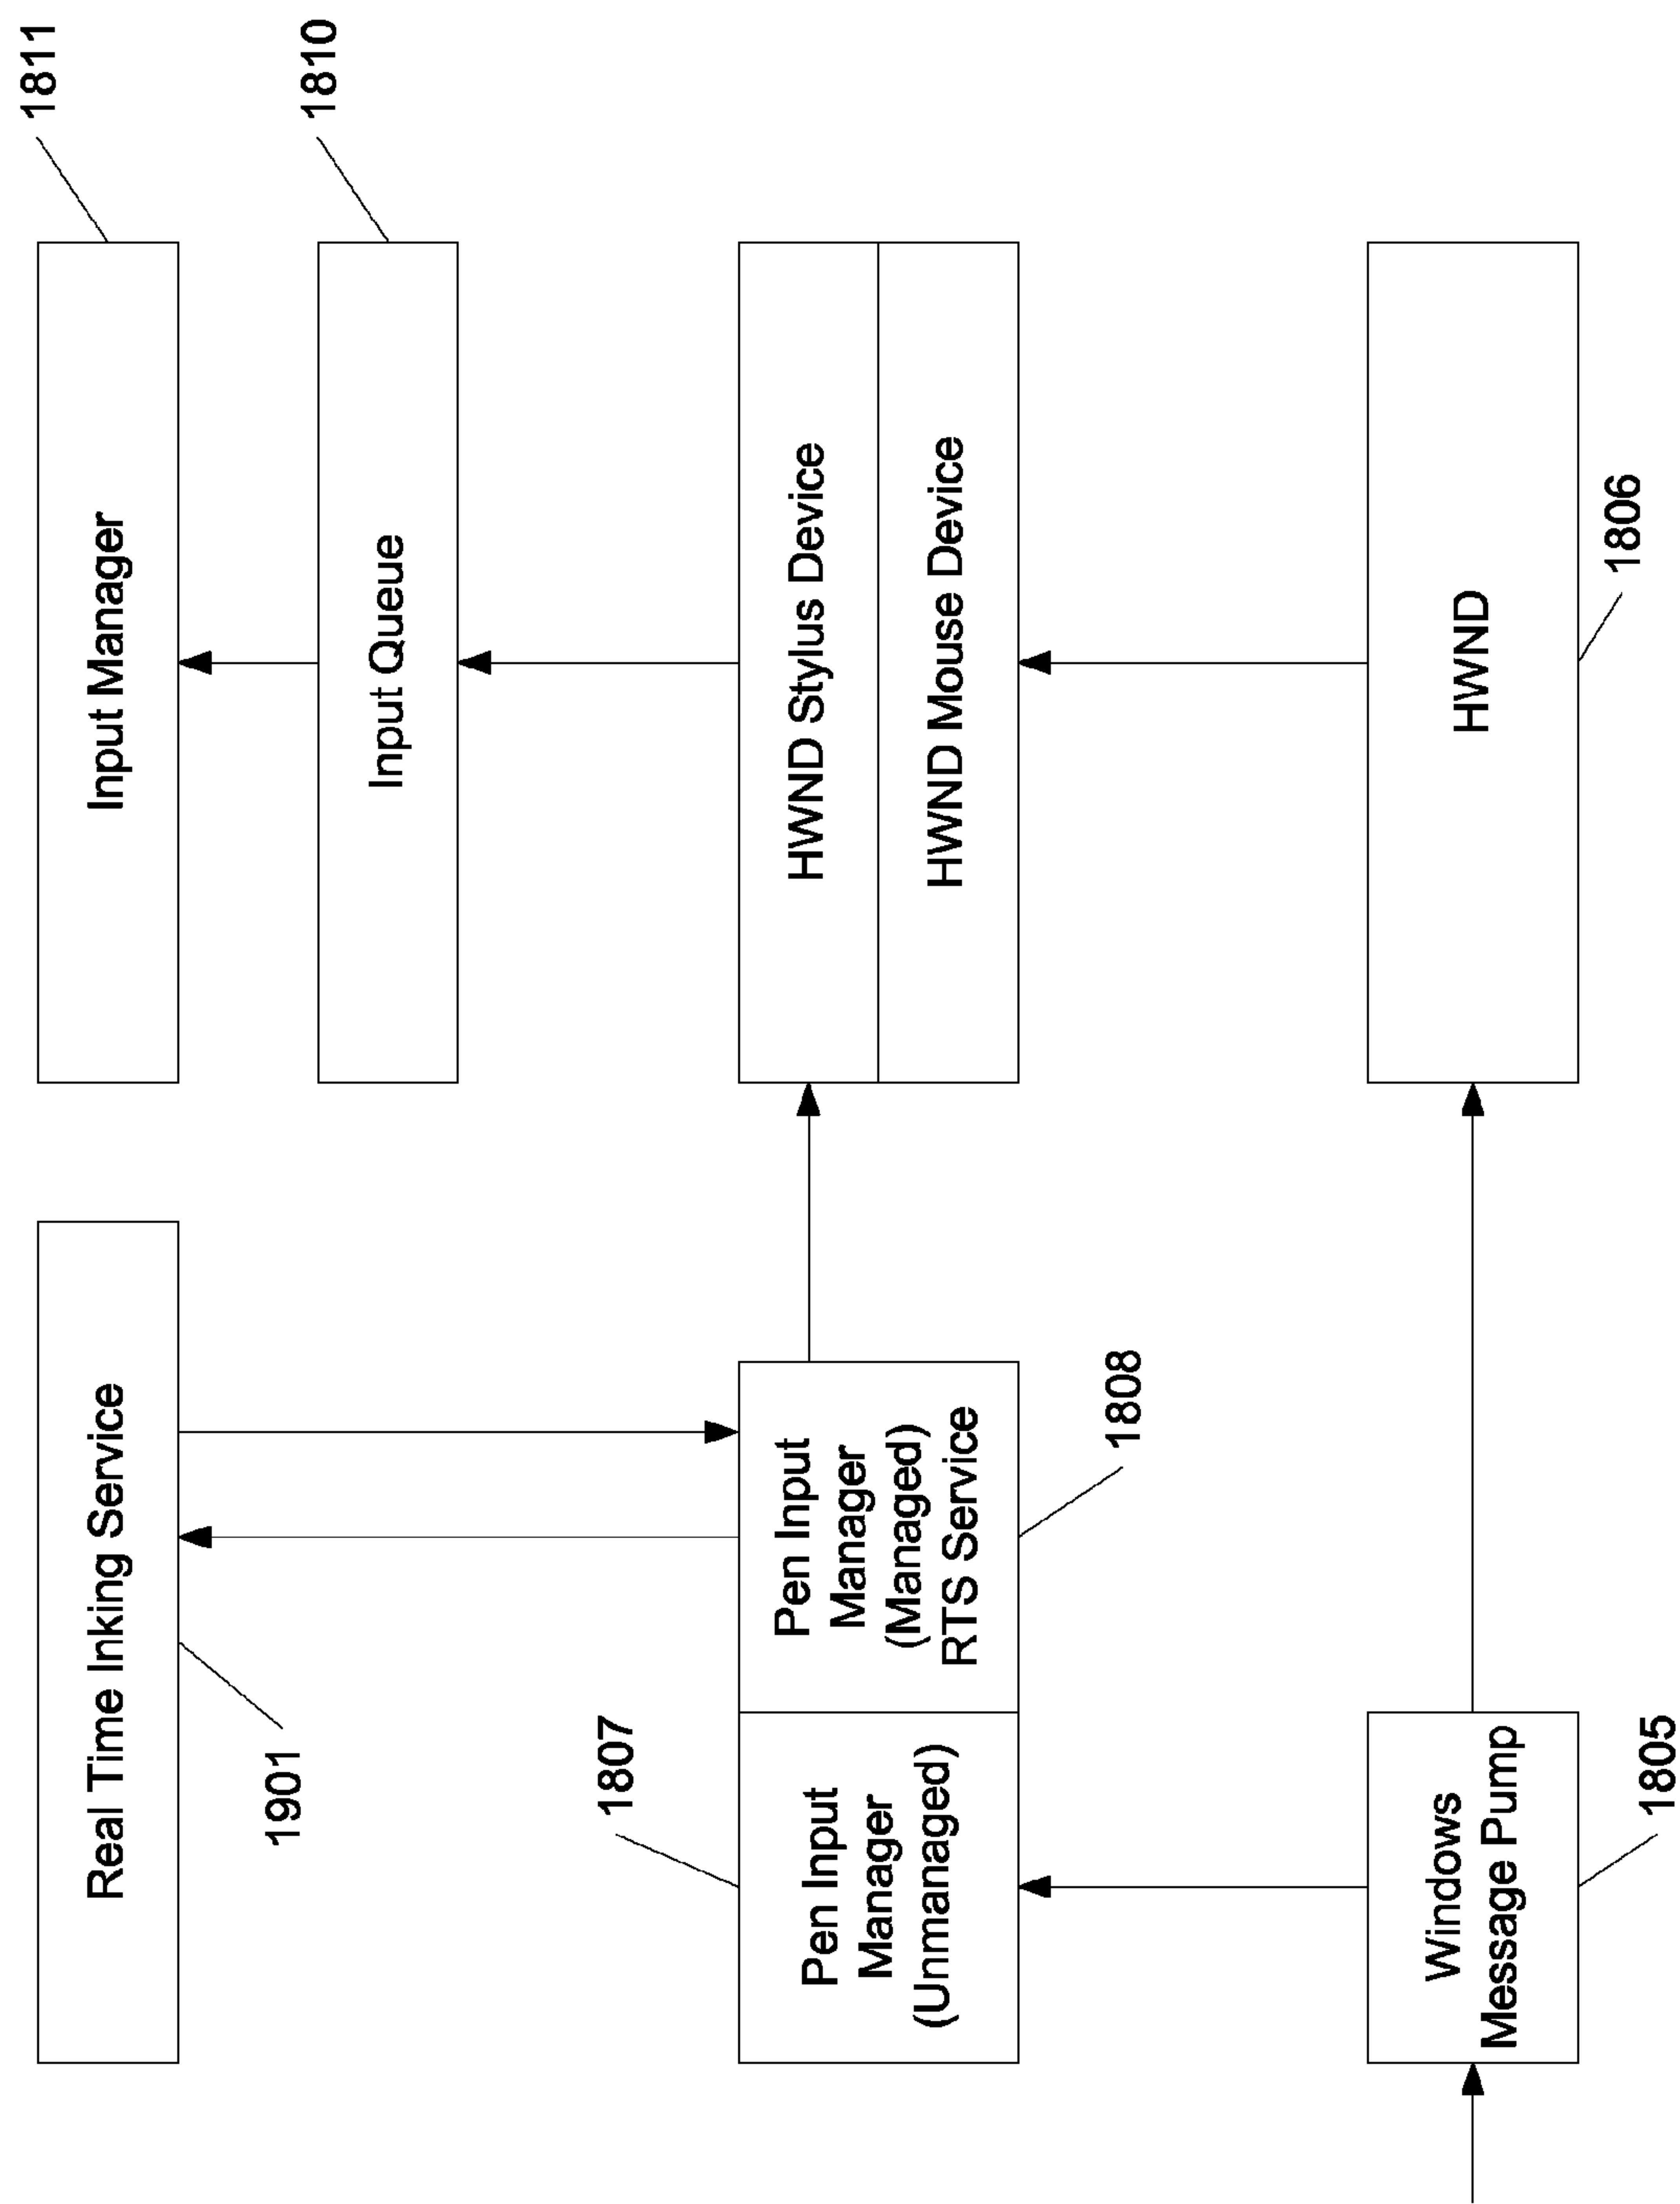 Real Time Inking Service
1901
Input Manager
1811
Input Queue
1810
1807
Pen Input
Manager
(Unmanaged)
Pen Input
Manager
(Managed)
RTS Service
1808
HWND Stylus Device
HWND Mouse Device
Windows
Message Pump
1805
HWND
1806